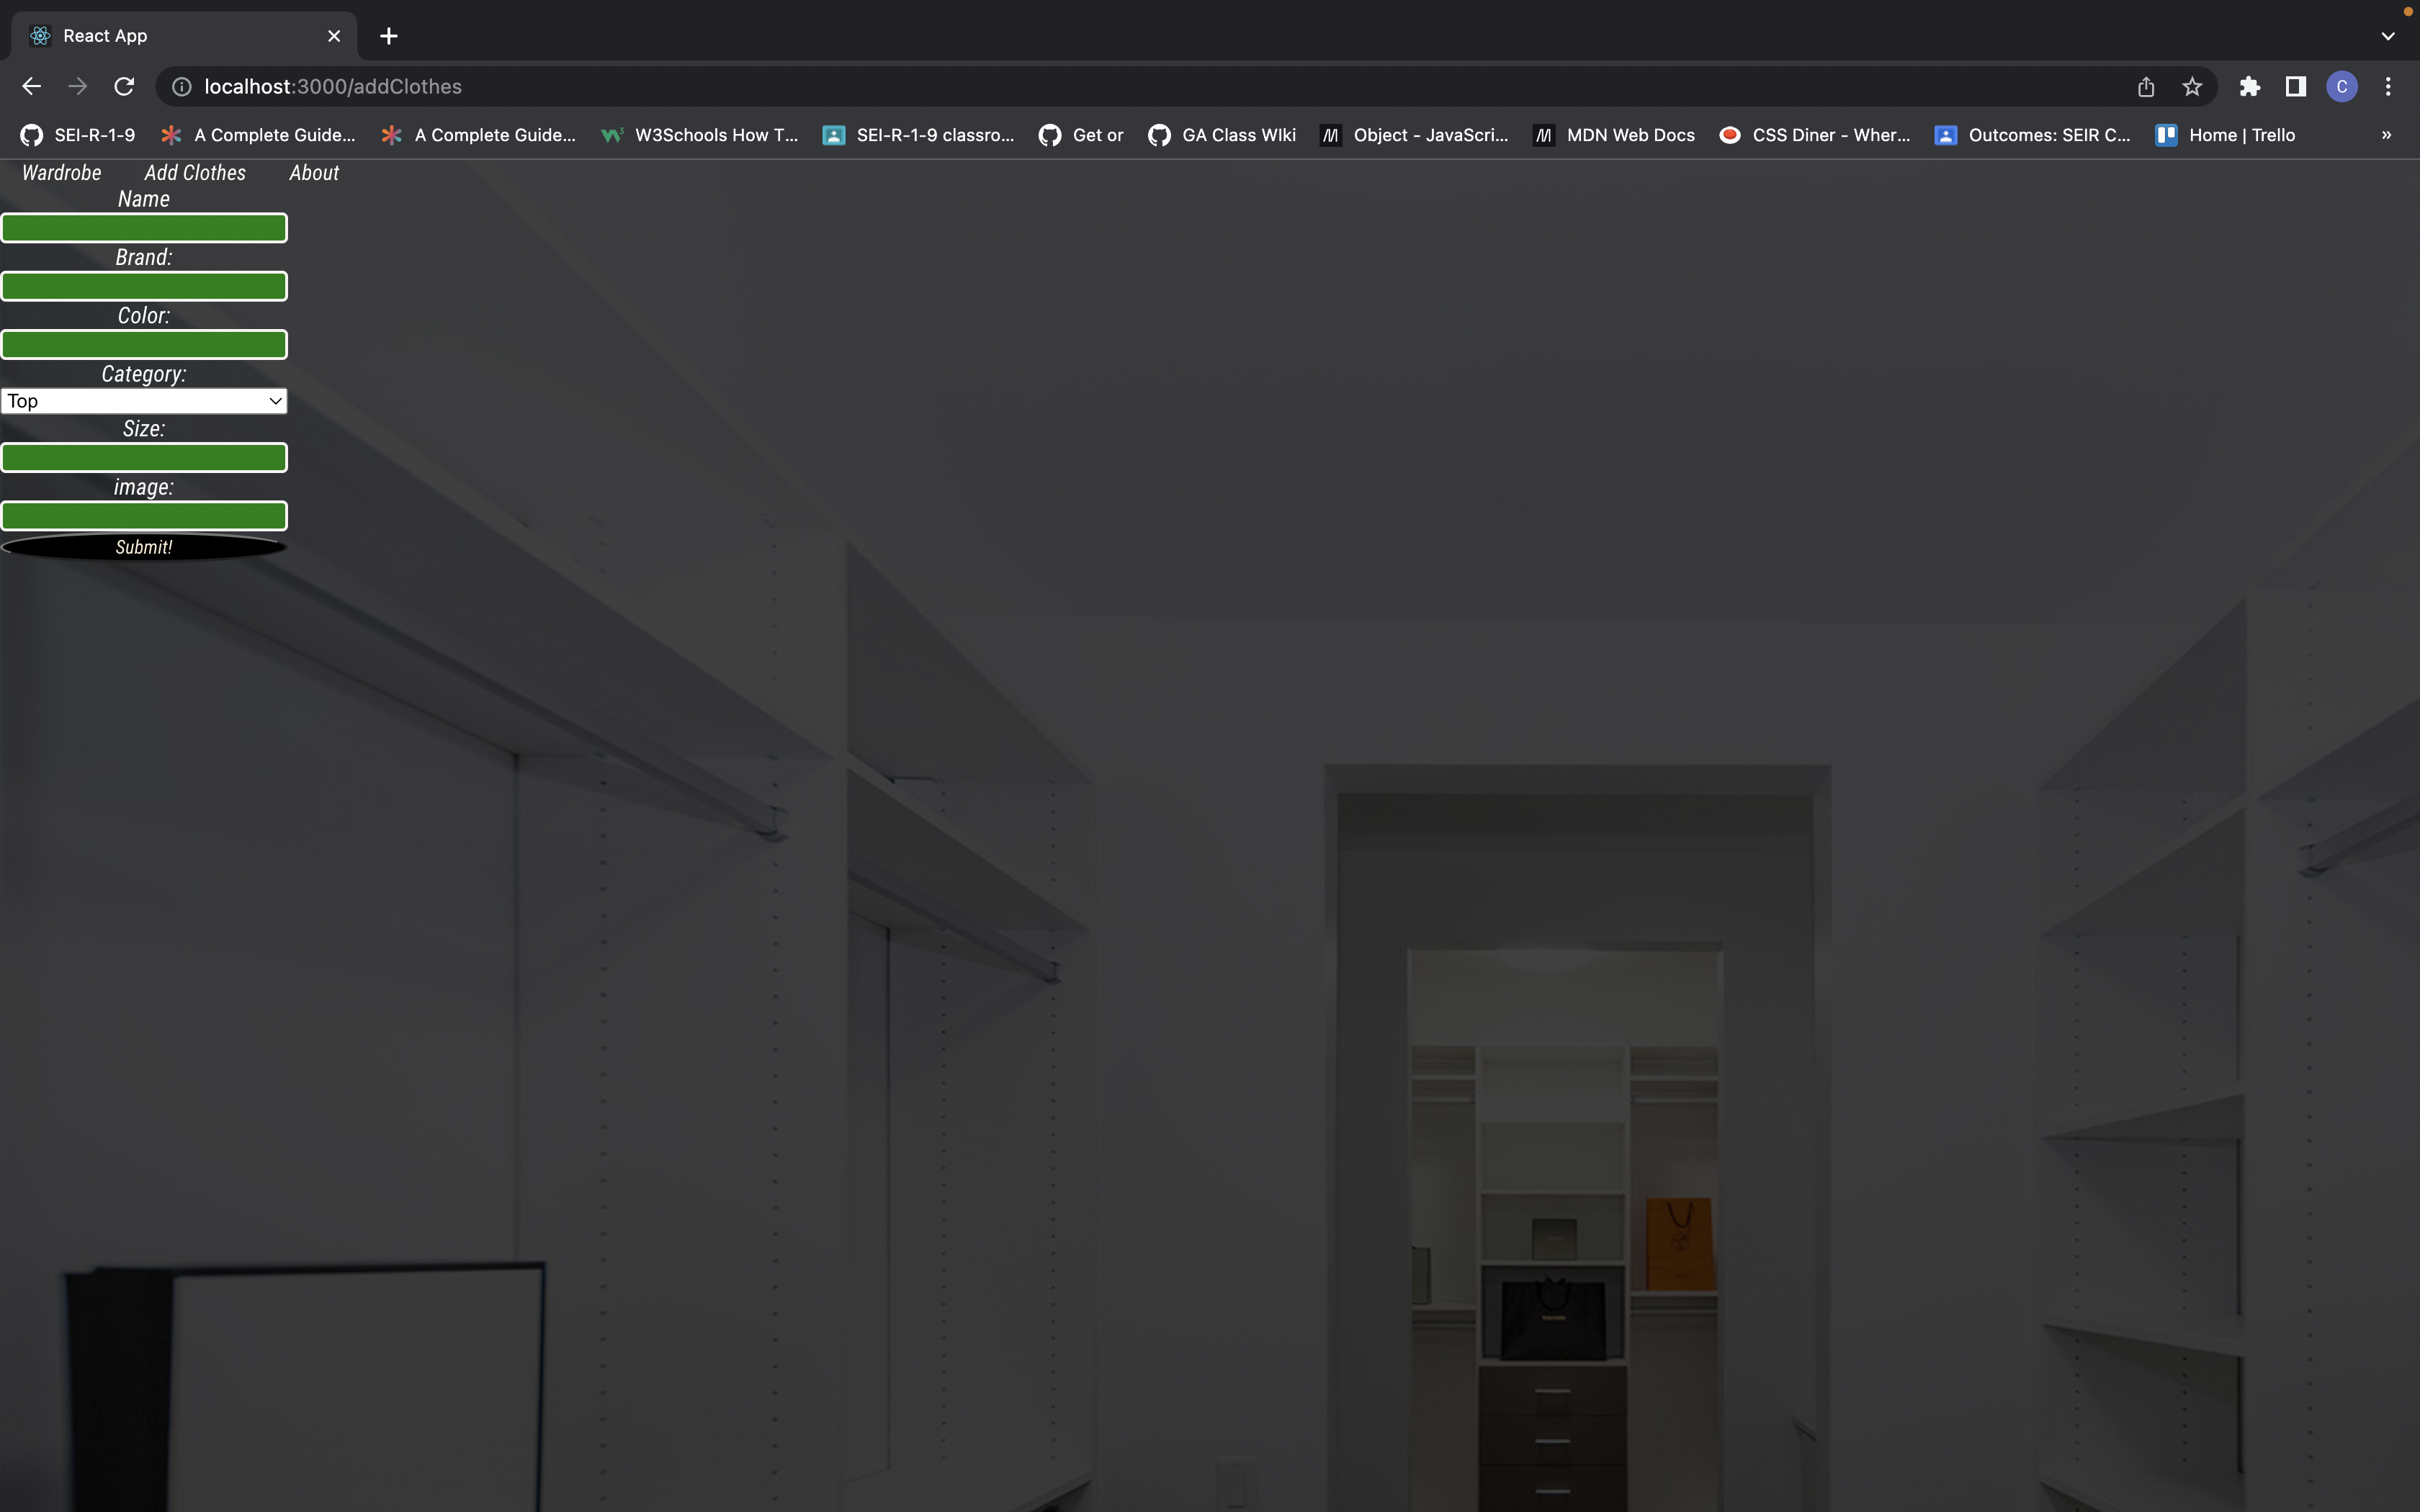 React App
localhost:3000/addClothes
C
SEI-R-1-9 A Complete Guide... A Complete Guide... W3Schools How T... SEI-R-1-9 classro... Get or GA Class WIki Object - JavaScri... MDN Web Docs CSS Diner - Wher... Outcomes: SEIR C... Home | Trello »
Wardrobe Add Clothes About
Name
Brand:
Color:
Category:
Top
Size:
image:
Submit!